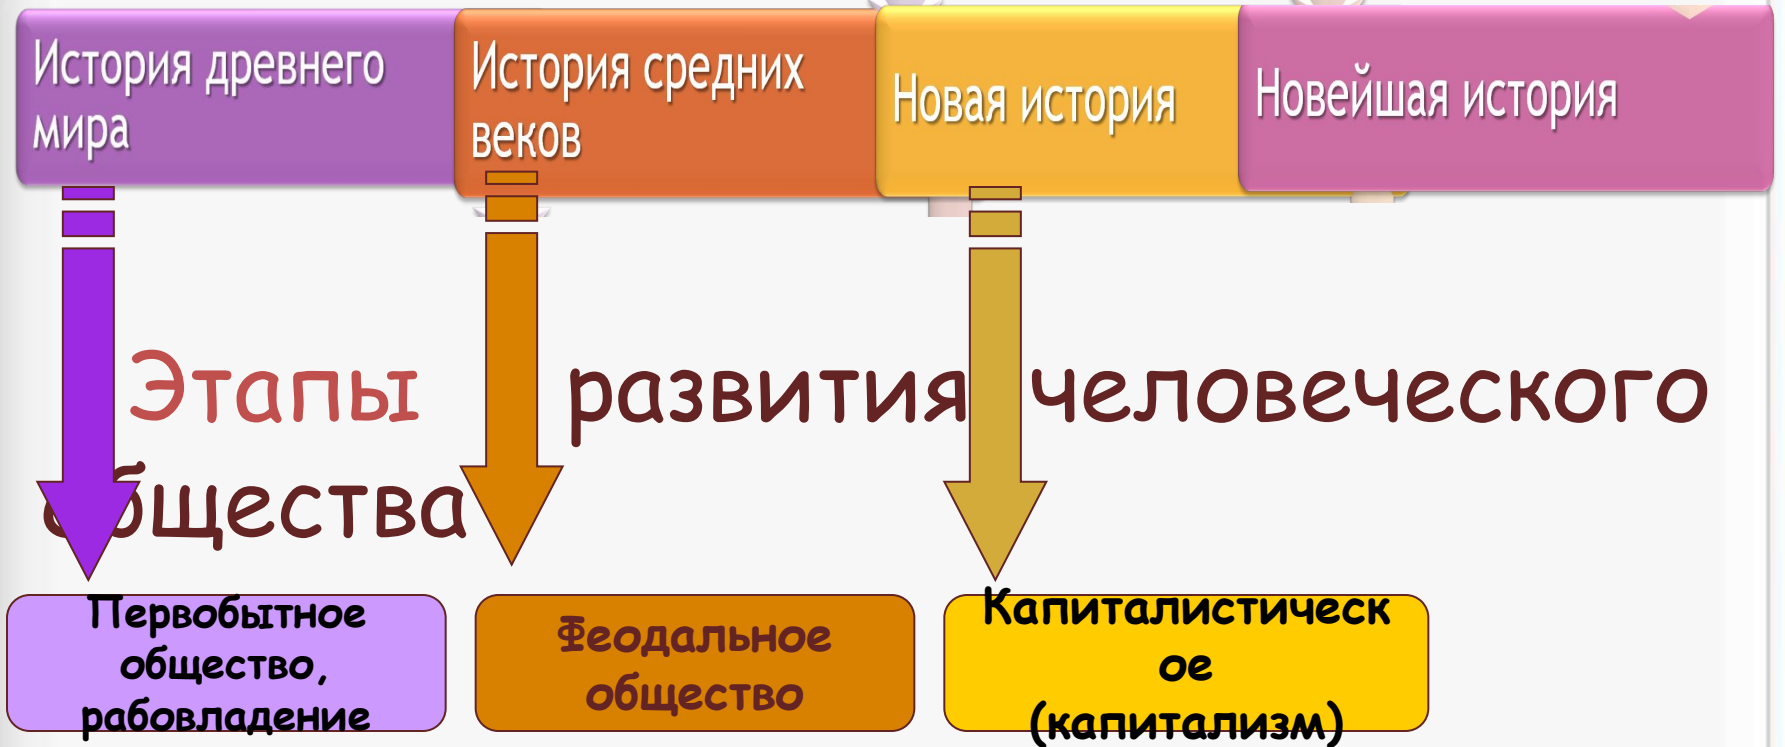 История древнего
мира
История средних
веков
Новая история
Новейшая история
Этапы развития человеческого
общества
Первобытное
общество,
рабовладение
Феодальное
общество
Капиталистическ
ое
(капитализм)